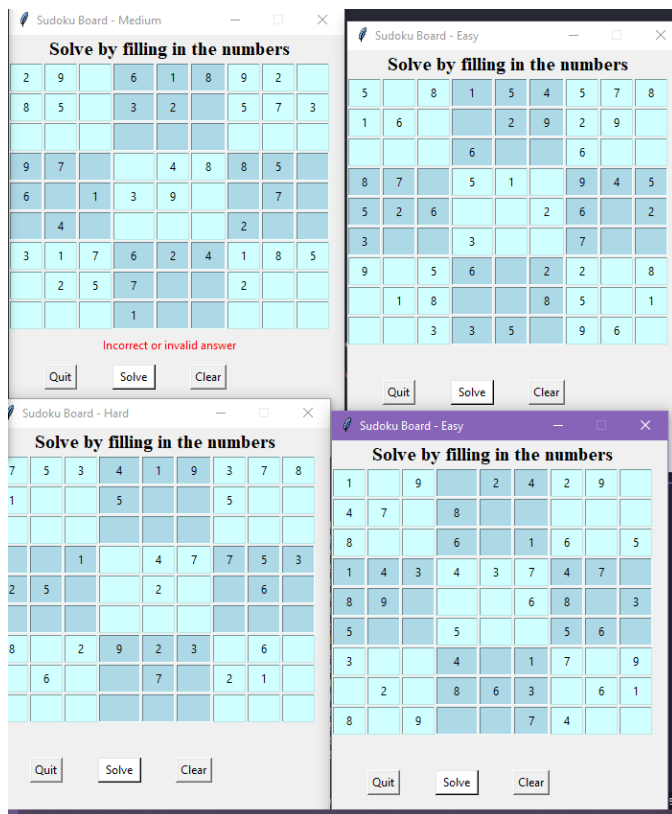 Sudoku Board - Medium
Solve by filling in the numbers
2 9 6 1 8 9 2
8 5 3 2 5 7 3
9 7 4 8 8 5
6 1 3 9 7
4 2
3 1 7 6 2 4 1 8 5
2 5 7 2
1
Incorrect or invalid answer
Quit Solve Clear
Sudoku Board - Easy
Solve by filling in the numbers
5 8 1 5 4 5 7 8
1 6 2 9 2 9
6 6
8 7 5 1 9 4 5
5 2 6 2 6 2
3 3 7
9 5 6 2 2 8
1 8 8 5 1
3 3 5 9 6
Quit Solve Clear
Sudoku Board - Hard
Solve by filling in the numbers
7 5 3 4 1 9 3 7 8
1 5 5
1 4 7 7 5 3
2 5 2 6
8 2 9 2 3 6
6 7 2 1
Quit Solve Clear
Sudoku Board - Easy
Solve by filling in the numbers
1 9 2 4 2 9
4 7 8
8 6 1 6 5
1 4 3 4 3 7 4 7
8 9 6 8 3
5 5 5 6
3 4 1 7 9
2 8 6 3 6 1
8 9 7 4
Quit Solve Clear